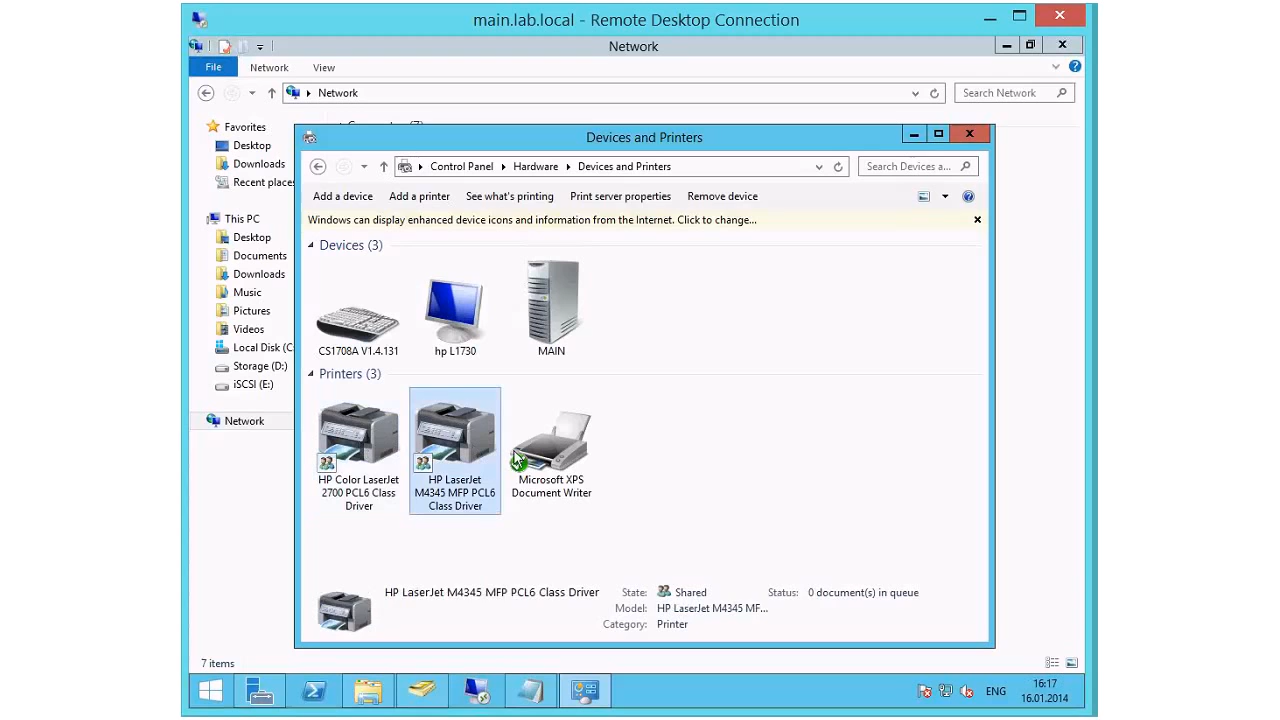 main.lab.local - Remote Desktop Connection
Network
File Network View
Network
Search Network
Favorites
Desktop
Downloads
Recent places
This PC
Desktop
Documents
Downloads
Music
Pictures
Videos
Local Disk (C:
Storage (D:)
iSCSI (E:)
Network
Devices and Printers
Control Panel Hardware Devices and Printers
Search Devices a...
Add a device Add a printer See what's printing Print server properties Remove device
Windows can display enhanced device icons and information from the Internet. Click to change...
Devices (3)
CS1708A V1.4.131 hp L1730 MAIN
Printers (3)
HP Color LaserJet
2700 PCL6 Class
Driver
HP LaserJet
M4345 MFP PCL6
Class Driver
Microsoft XPS
Document Writer
HP LaserJet M4345 MFP PCL6 Class Driver
State: Shared
Status: 0 document(s) in queue
Model: HP LaserJet M4345 MF...
Category: Printer
7 items
ENG
16:17
16.01.2014